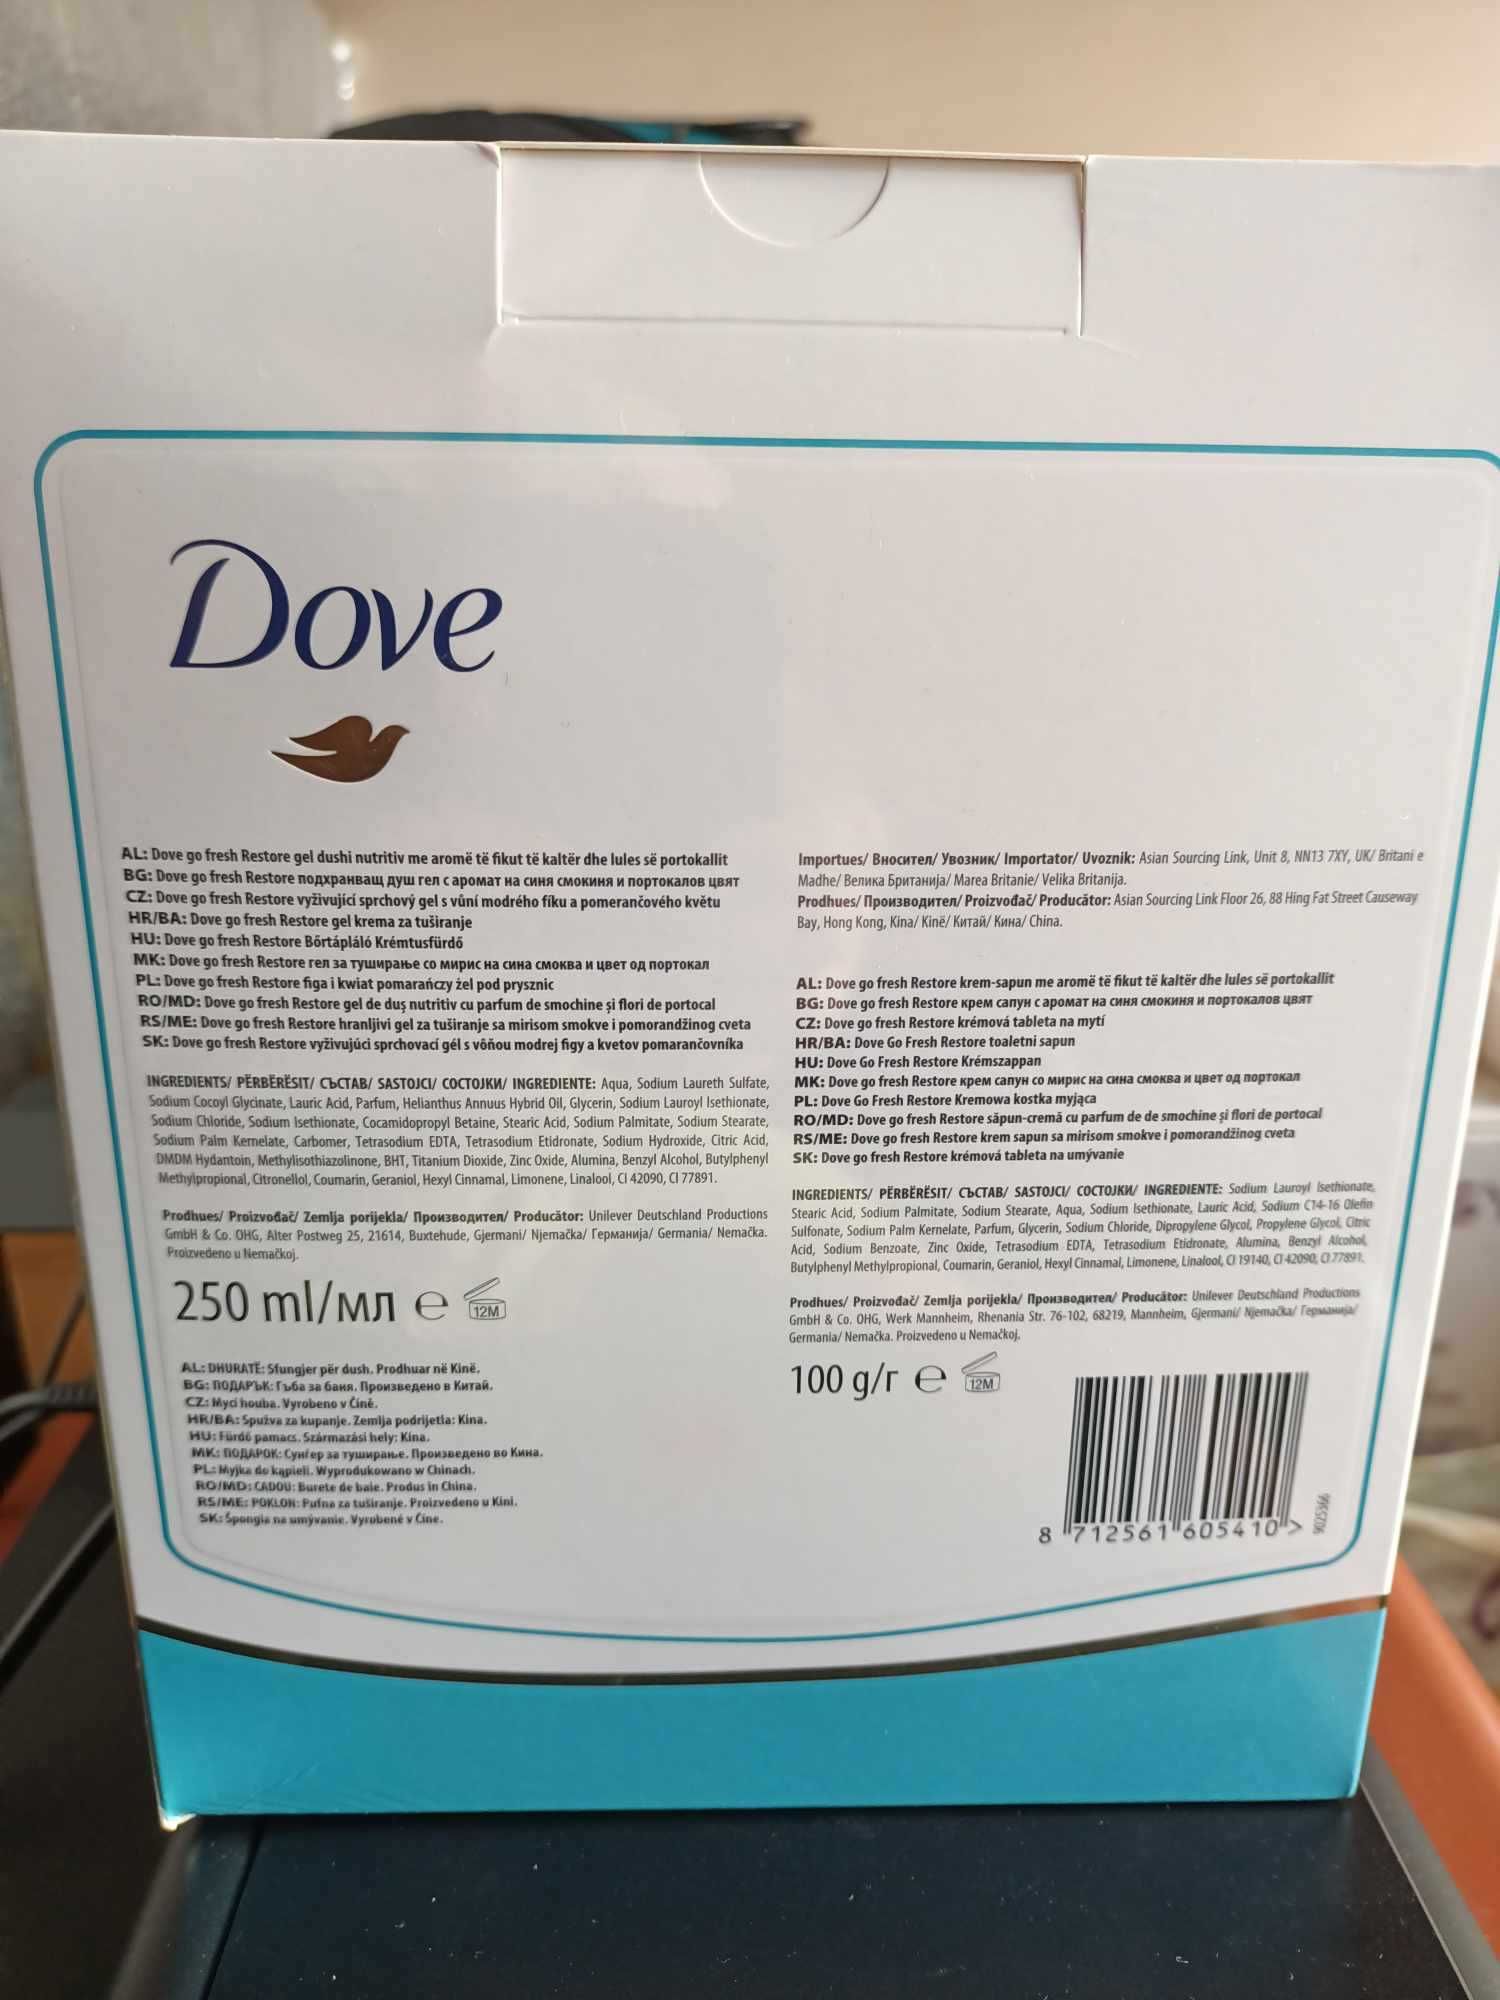 Dove
AL: Dove go fresh Restore gel dushi nutritiv me aromë të fikut të kaltër dhe lules së portokallit
BG: Dove go fresh Restore подхранващ душ гел с аромат на синя смокиня и портокалов цвят
CZ: Dove go fresh Restore vyživující sprchový gel s vůní modrého fíku a pomerančového květu
HR/BA: Dove go fresh Restore gel krema za tuširanje
HU: Dove go fresh Restore Bőrtápláló Krémtusfürdő
MK: Dove go fresh Restore гел за туширање со мирис на сина смоква и цвет од портокал
PL: Dove go fresh Restore figa i kwiat pomarańczy żel pod prysznic
RO/MD: Dove go fresh Restore gel de duș nutritiv cu parfum de smochine și flori de portocal
RS/ME: Dove go fresh Restore hranljivi gel za tuširanje sa mirisom smokve i pomorandžinog cveta
SK: Dove go fresh Restore vyživujúci sprchovací gél s vôňou modrej figy a kvetov pomarančovníka
INGREDIENTS/ PËRBËRËSIT/ СЪСТАВ/ SASTOJCI/ СОСТОЈКИ/ INGREDIENTE: Aqua, Sodium Laureth Sulfate,
Sodium Cocoyl Glycinate, Lauric Acid, Parfum, Helianthus Annuus Hybrid Oil, Glycerin, Sodium Lauroyl Isethionate,
Sodium Chloride, Sodium Isethionate, Cocamidopropyl Betaine, Stearic Acid, Sodium Palmitate, Sodium Stearate,
Sodium Palm Kernelate, Carbomer, Tetrasodium EDTA, Tetrasodium Etidronate, Sodium Hydroxide, Citric Acid,
DMDM Hydantoin, Methylisothiazolinone, BHT, Titanium Dioxide, Zinc Oxide, Alumina, Benzyl Alcohol, Butylphenyl
Methylpropional, Citronellol, Coumarin, Geraniol, Hexyl Cinnamal, Limonene, Linalool, CI 42090, CI 77891.
Prodhues/ Proizvođač/ Zemlja porijekla/ Производител/ Producător: Unilever Deutschland Productions
GmbH & Co. OHG, Alter Postweg 25, 21614, Buxtehude, Gjermani/ Njemačka/ Германија/ Germania/ Nemačka.
Proizvedeno u Nemačkoj.
250 ml/мл e 12M
AL: DHURATË: Sfungjer për dush. Prodhuar në Kinë.
BG: ПОДАРЪК: Гъба за баня. Произведено в Китай.
CZ: Mycí houba. Vyrobeno v Číně.
HR/BA: Spužva za kupanje. Zemlja podrijetla: Kina.
HU: Fürdő pamacs. Származási hely: Kína.
MK: ПОДАРОК: Сунѓер за туширање. Произведено во Кина.
PL: Myjka do kąpieli. Wyprodukowano w Chinach.
RO/MD: CADOU: Burete de baie. Produs in China.
RS/ME: POKLON: Pufna za tuširanje. Proizvedeno u Kini.
SK: Špongia na umývanie. Vyrobené v Číne.
Importues/ Вносител/ Увозник/ Importator/ Uvoznik: Asian Sourcing Link, Unit 8, NN13 7XY, UK/ Britani e
Madhe/ Велика Британија/ Marea Britanie/ Velika Britanija.
Prodhues/ Производител/ Proizvođač/ Producător: Asian Sourcing Link Floor 26, 88 Hing Fat Street Causeway
Bay, Hong Kong, Kina/ Kinë/ Китай/ Кина/ China.
AL: Dove go fresh Restore krem-sapun me aromë të fikut të kaltër dhe lules së portokallit
BG: Dove go fresh Restore крем сапун с аромат на синя смокиня и портокалов цвят
CZ: Dove go fresh Restore krémová tableta na mytí
HR/BA: Dove Go Fresh Restore toaletni sapun
HU: Dove Go Fresh Restore Krémszappan
MK: Dove go fresh Restore крем сапун со мирис на сина смоква и цвет од портокал
PL: Dove Go Fresh Restore Kremowa kostka myjąca
RO/MD: Dove go fresh Restore săpun-cremă cu parfum de de smochine și flori de portocal
RS/ME: Dove go fresh Restore krem sapun sa mirisom smokve i pomorandžinog cveta
SK: Dove go fresh Restore krémová tableta na umývanie
INGREDIENTS/ PËRBËRËSIT/ СЪСТАВ/ SASTOJCI/ СОСТОЈКИ/ INGREDIENTE: Sodium Lauroyl Isethionate,
Stearic Acid, Sodium Palmitate, Sodium Stearate, Aqua, Sodium Isethionate, Lauric Acid, Sodium C14-16 Olefin
Sulfonate, Sodium Palm Kernelate, Parfum, Glycerin, Sodium Chloride, Dipropylene Glycol, Propylene Glycol, Citric
Acid, Sodium Benzoate, Zinc Oxide, Tetrasodium EDTA, Tetrasodium Etidronate, Alumina, Benzyl Alcohol,
Butylphenyl Methylpropional, Coumarin, Geraniol, Hexyl Cinnamal, Limonene, Linalool, CI 19140, CI 42090, CI 77891.
Prodhues/ Proizvođač/ Zemlja porijekla/ Производител/ Producător: Unilever Deutschland Productions
GmbH & Co. OHG, Werk Mannheim, Rhenania Str. 76-102, 68219, Mannheim, Gjermani/ Njemačka/ Германија/
Germania/ Nemačka. Proizvedeno u Nemačkoj.
100 g/г e 12M
8 712561 605410 >
9025366